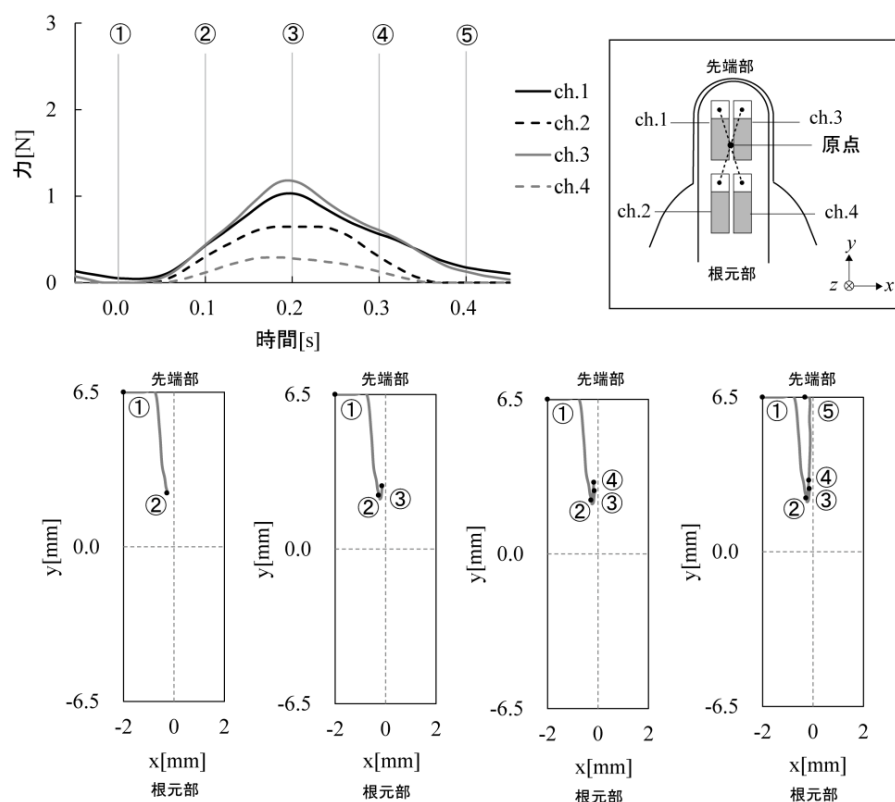 3
2
1
0
力[N]
① ② ③ ④ ⑤
0.0 0.1 0.2 0.3 0.4
時間[s]
ch.1
ch.2
ch.3
ch.4
先端部
ch.1
ch.3
原点
ch.2
ch.4
根元部
y
z
x
先端部
6.5
①
②
y[mm]
0.0
-6.5
-2 0 2
x[mm]
根元部
先端部
6.5
①
② ③
y[mm]
0.0
-6.5
-2 0 2
x[mm]
根元部
先端部
6.5
①
④
② ③
y[mm]
0.0
-6.5
-2 0 2
x[mm]
根元部
先端部
6.5
① ⑤
④
② ③
y[mm]
0.0
-6.5
-2 0 2
x[mm]
根元部